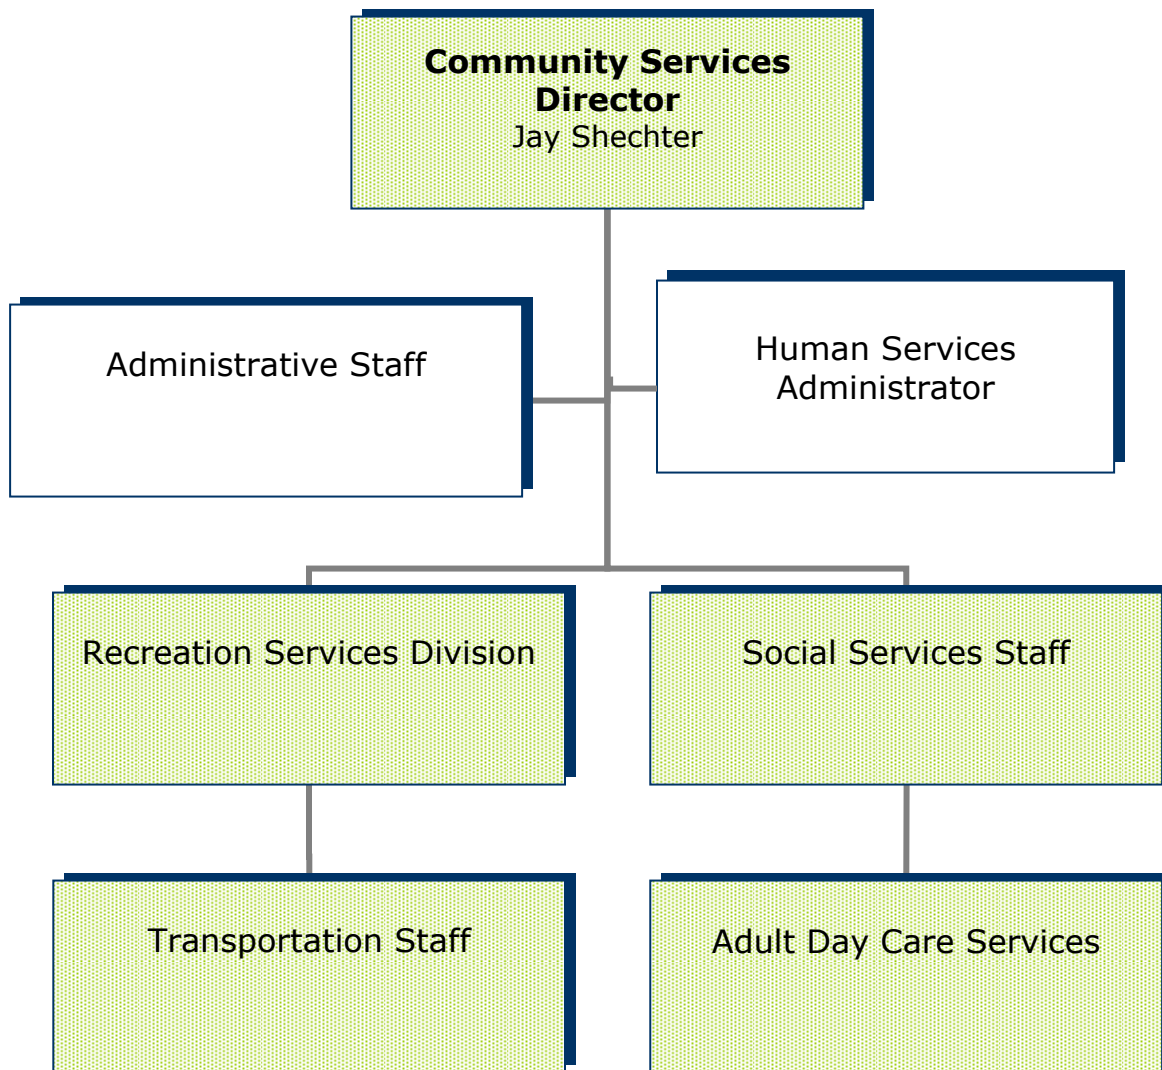 Community Services
Director
Jay Shechter
Administrative Staff
Human Services
Administrator
Recreation Services Division
Social Services Staff
Transportation Staff
Adult Day Care Services